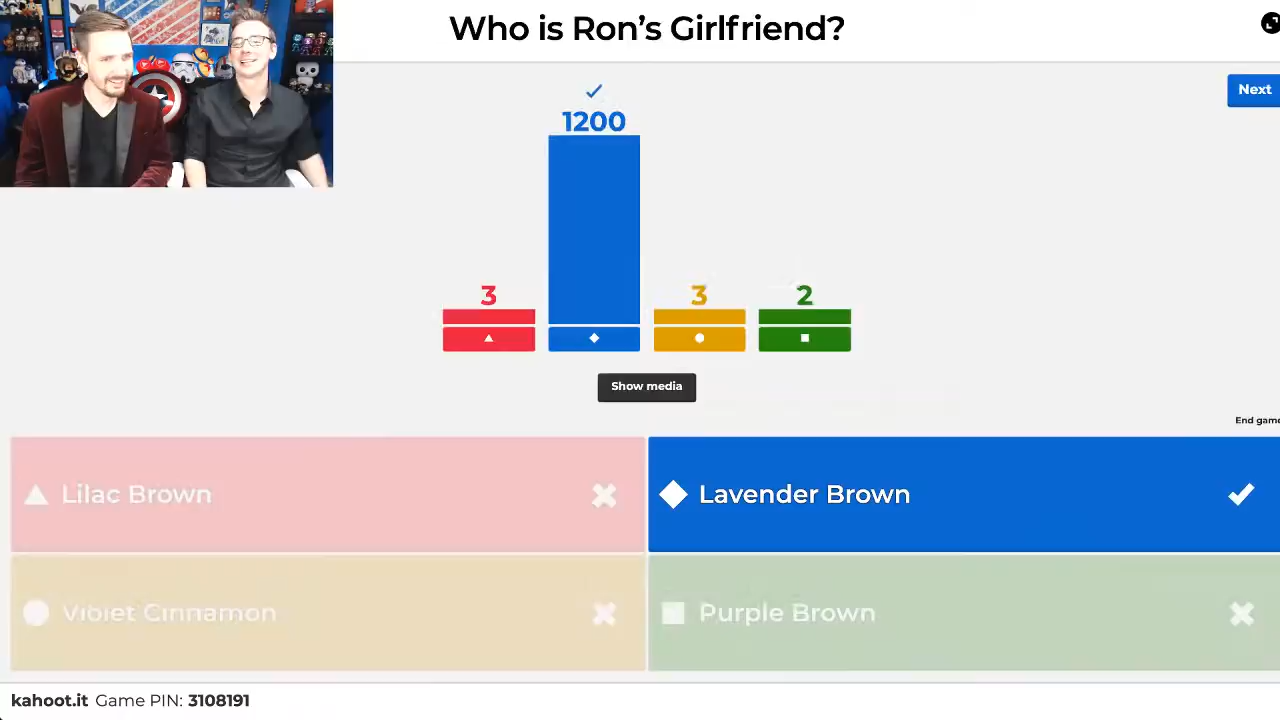 Who is Ron's Girlfriend?
Next
1200
3
3
2
Show media
End game
Lilac Brown
Lavender Brown
Violet Cinnamon
Purple Brown
kahoot.it Game PIN: 3108191